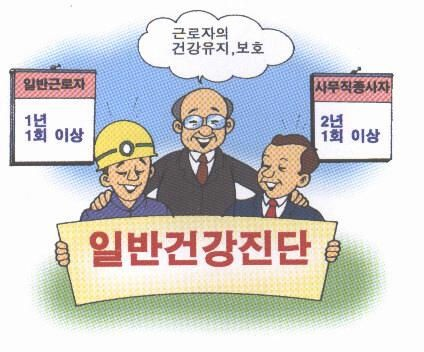 근로자의
건강유지,보호
일반근로자
1년
1회 이상
사무직종사자
2년
1회 이상
일반건강진단